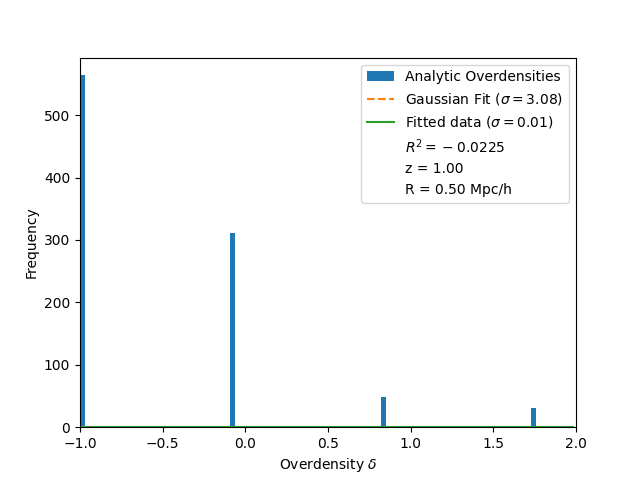 Analytic Overdensities
Gaussian Fit (σ = 3.08)
Fitted data (σ = 0.01)
R² = −0.0225
z = 1.00
R = 0.50 Mpc/h
500
400
300
200
100
0
Frequency
−1.0 −0.5 0.0 0.5 1.0 1.5 2.0
Overdensity δ